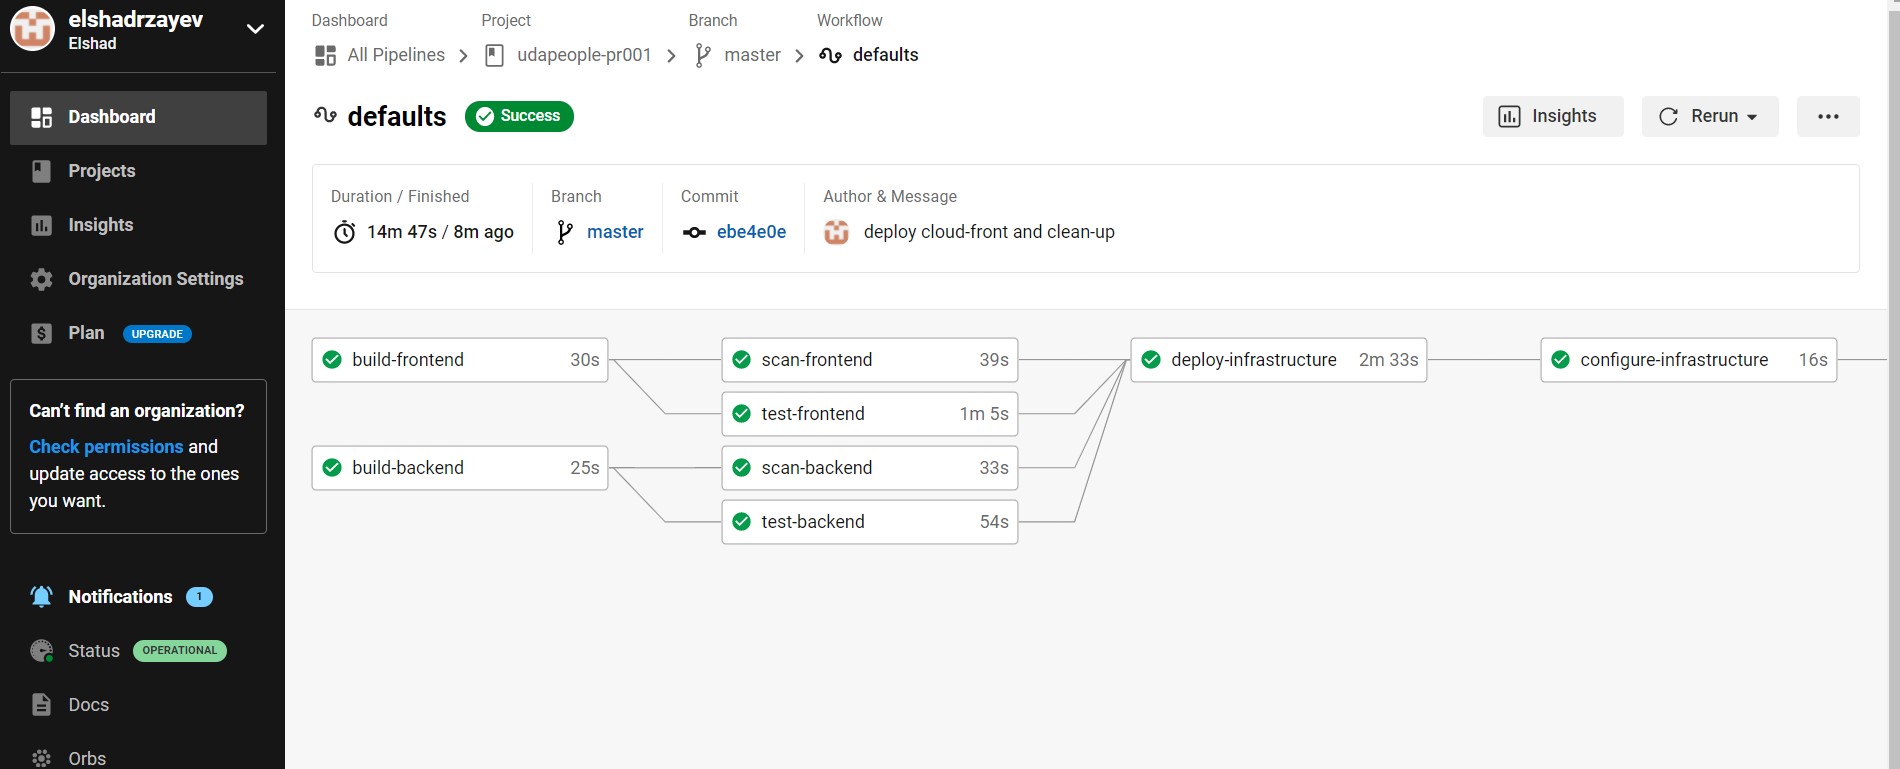 elshadrzayev
Elshad
Dashboard
Projects
Insights
Organization Settings
Plan UPGRADE
Can't find an organization?
Check permissions and
update access to the ones
you want.
Notifications 1
Status OPERATIONAL
Docs
Orbs
Dashboard Project Branch Workflow
All Pipelines udapeople-pr001 master defaults
defaults Success
Insights Rerun
Duration / Finished Branch Commit Author & Message
14m 47s / 8m ago master ebe4e0e deploy cloud-front and clean-up
build-frontend 30s scan-frontend 39s deploy-infrastructure 2m 33s configure-infrastructure 16s
test-frontend 1m 5s
build-backend 25s scan-backend 33s
test-backend 54s